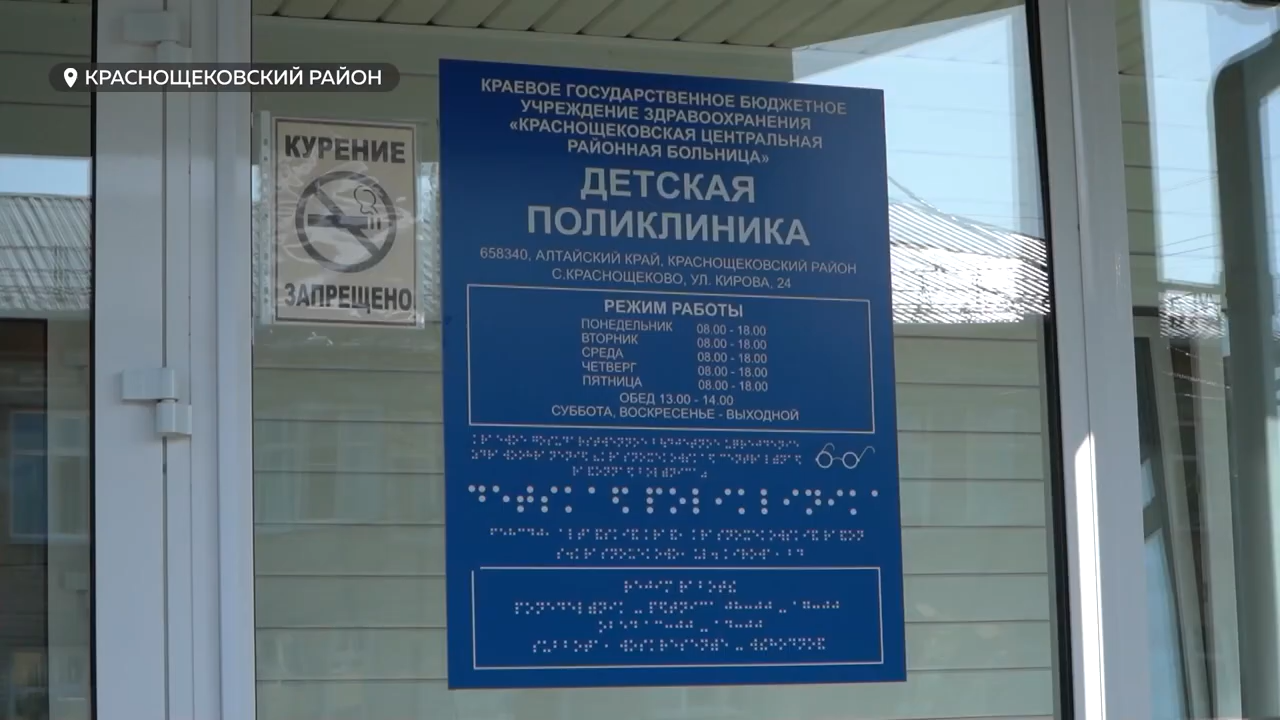 КРАСНОЩЕКОВСКИЙ РАЙОН
КУРЕНИЕ
ЗАПРЕЩЕНО
КРАЕВОЕ ГОСУДАРСТВЕННОЕ БЮДЖЕТНОЕ
УЧРЕЖДЕНИЕ ЗДРАВООХРАНЕНИЯ
«КРАСНОЩЕКОВСКАЯ ЦЕНТРАЛЬНАЯ
РАЙОННАЯ БОЛЬНИЦА»
ДЕТСКАЯ
ПОЛИКЛИНИКА
658340, АЛТАЙСКИЙ КРАЙ, КРАСНОЩЕКОВСКИЙ РАЙОН
С.КРАСНОЩЕКОВО, УЛ. КИРОВА, 24
РЕЖИМ РАБОТЫ
ПОНЕДЕЛЬНИК 08.00 - 18.00
ВТОРНИК 08.00 - 18.00
СРЕДА 08.00 - 18.00
ЧЕТВЕРГ 08.00 - 18.00
ПЯТНИЦА 08.00 - 18.00
ОБЕД 13.00 - 14.00
СУББОТА, ВОСКРЕСЕНЬЕ - ВЫХОДНОЙ